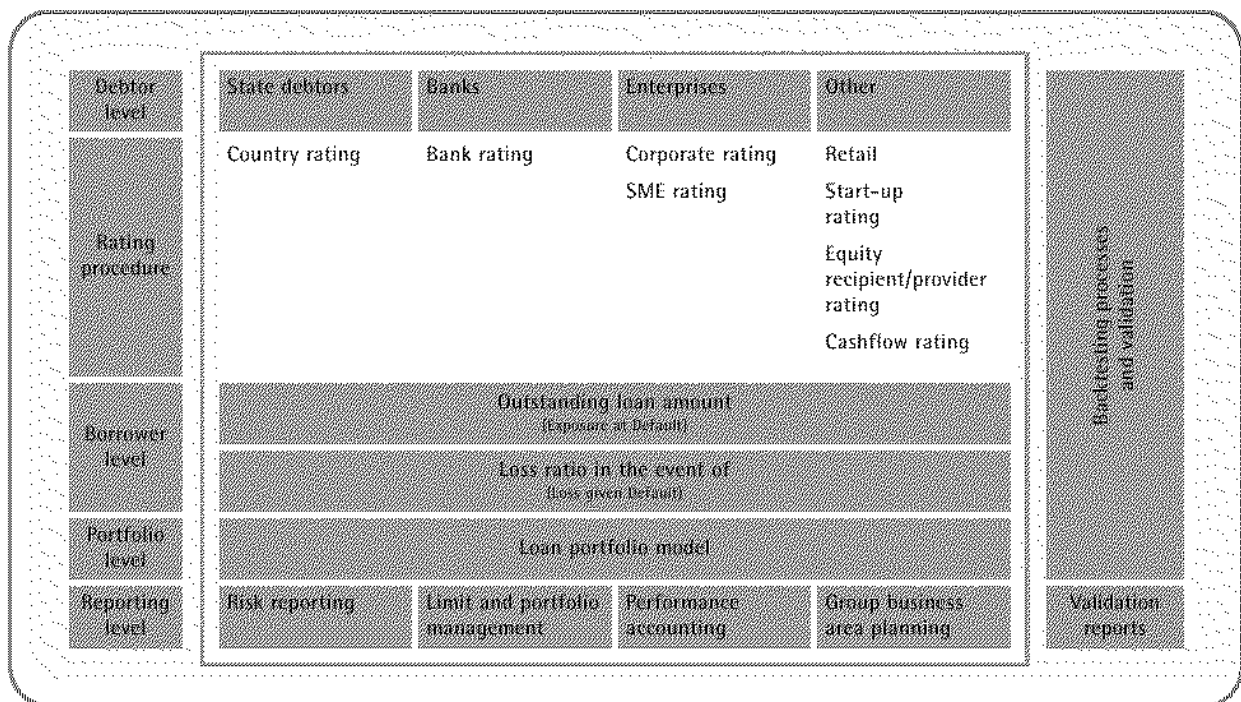 Debtor
level
State debtors
Banks
Enterprises
Other
Rating
procedure
Country rating
Bank rating
Corporate rating
SME rating
Retail
Start-up
rating
Equity
recipient/provider
rating
Cashflow rating
Borrower
level
Outstanding loan amount
(Exposure at Default)
Loss ratio in the event of
(Loss given Default)
Portfolio
level
Loan portfolio model
Reporting
level
Risk reporting
Limit and portfolio
management
Performance
accounting
Group business
area planning
Backtesting processes
and validation
Validation
reports